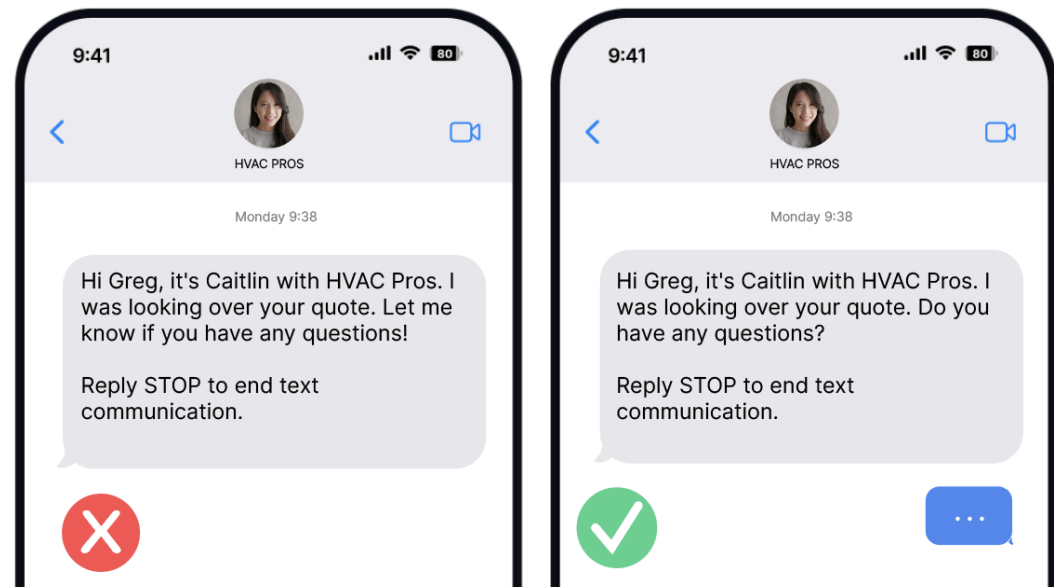 9:41
80
HVAC PROS
Monday 9:38
Hi Greg, it's Caitlin with HVAC Pros. I
was looking over your quote. Let me
know if you have any questions!
Reply STOP to end text
communication.
9:41
80
HVAC PROS
Monday 9:38
Hi Greg, it's Caitlin with HVAC Pros. I
was looking over your quote. Do you
have any questions?
Reply STOP to end text
communication.
...